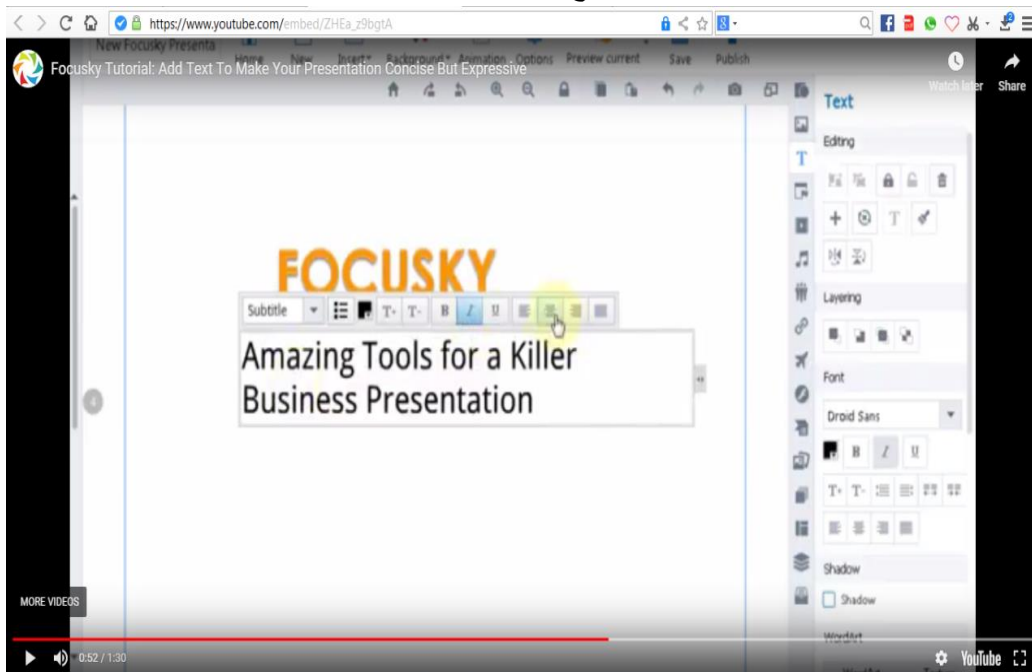 https://www.youtube.com/embed/ZHEa_z9bgtA
New Focusky Presenta
Home New Insert Background Animation Options Preview current Save Publish
Focusky Tutorial: Add Text To Make Your Presentation Concise But Expressive
Watch later Share
Text
Editing
FOCUSKY
Subtitle T+ T- B I U
Amazing Tools for a Killer
Business Presentation
4
Layering
Font
Droid Sans
B I U
T+ T-
Shadow
Shadow
WordArt
MORE VIDEOS
0:52 / 1:30
YouTube